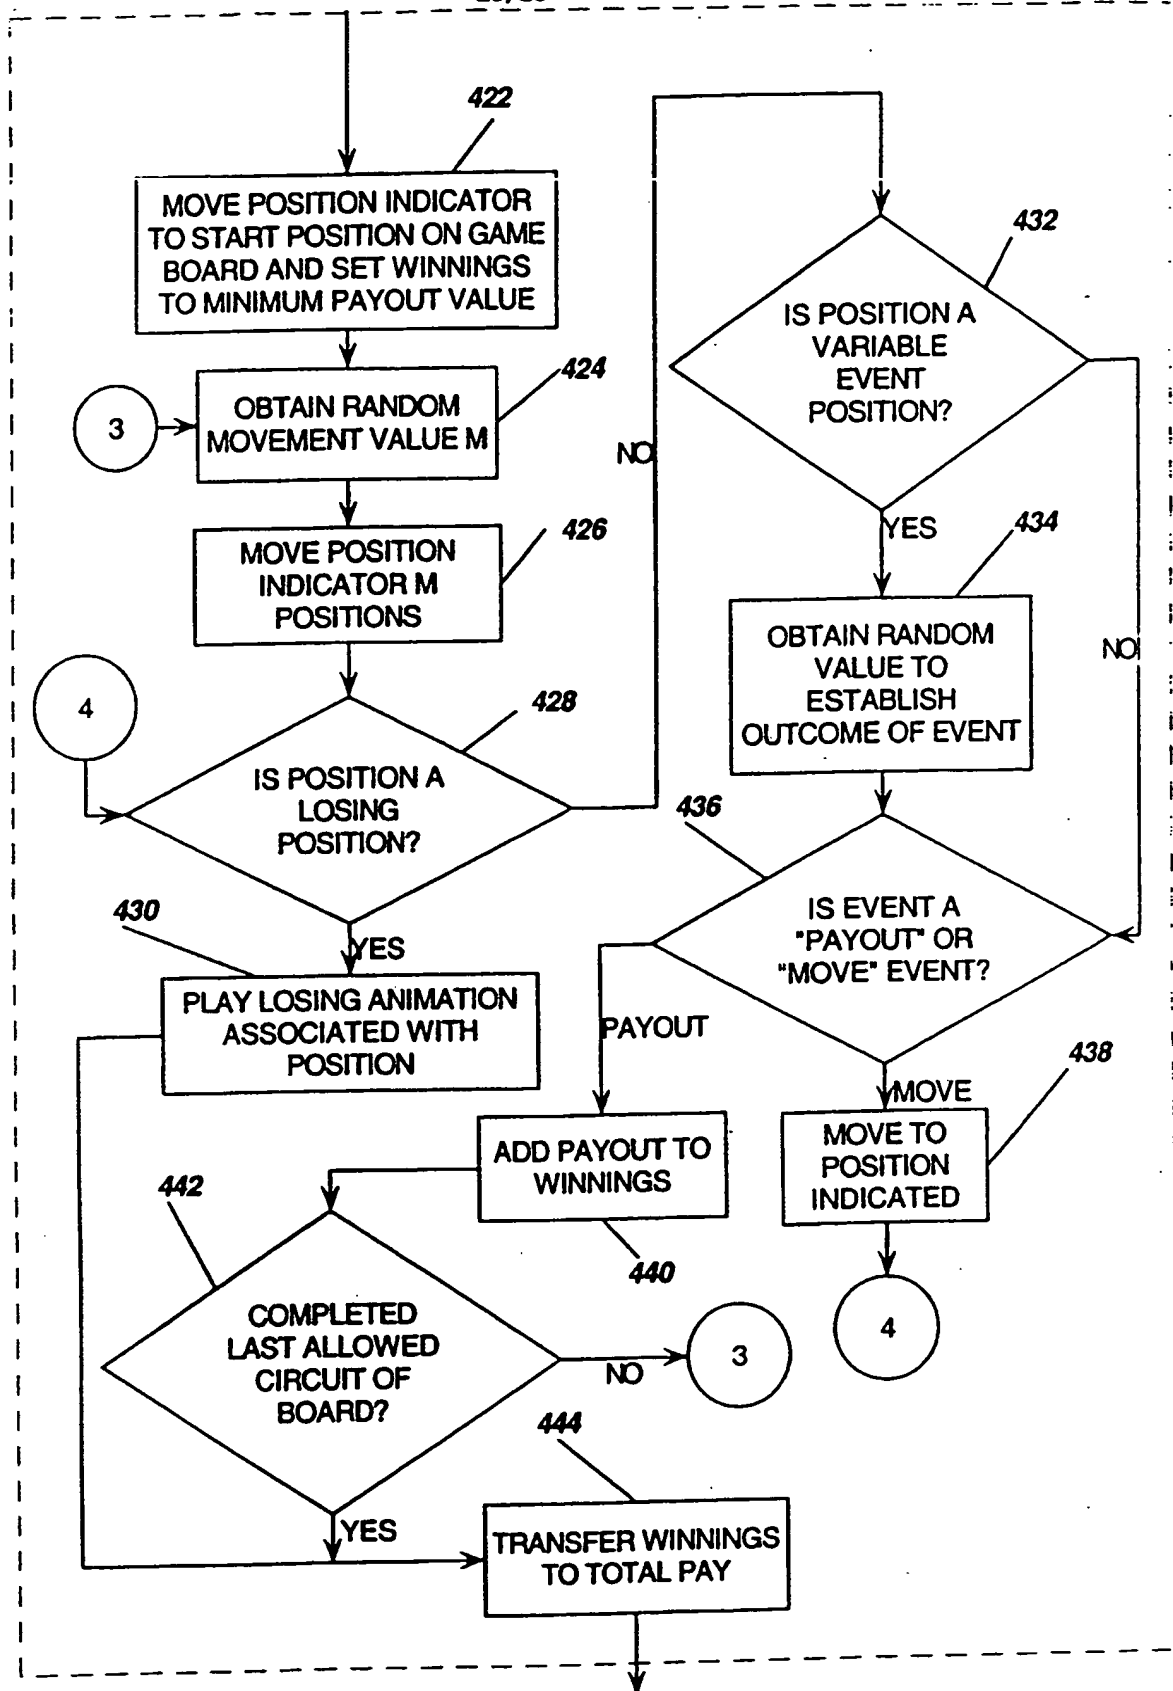 422
MOVE POSITION INDICATOR
TO START POSITION ON GAME
BOARD AND SET WINNINGS
TO MINIMUM PAYOUT VALUE
424
3
OBTAIN RANDOM
MOVEMENT VALUE M
426
MOVE POSITION
INDICATOR M
POSITIONS
4
428
IS POSITION A
LOSING
POSITION?
NO
430
YES
PLAY LOSING ANIMATION
ASSOCIATED WITH
POSITION
432
IS POSITION A
VARIABLE
EVENT
POSITION?
NO
YES
434
OBTAIN RANDOM
VALUE TO
ESTABLISH
OUTCOME OF EVENT
436
IS EVENT A
"PAYOUT" OR
"MOVE" EVENT?
PAYOUT
MOVE
438
MOVE TO
POSITION
INDICATED
4
ADD PAYOUT TO
WINNINGS
440
442
COMPLETED
LAST ALLOWED
CIRCUIT OF
BOARD?
NO
3
YES
444
TRANSFER WINNINGS
TO TOTAL PAY